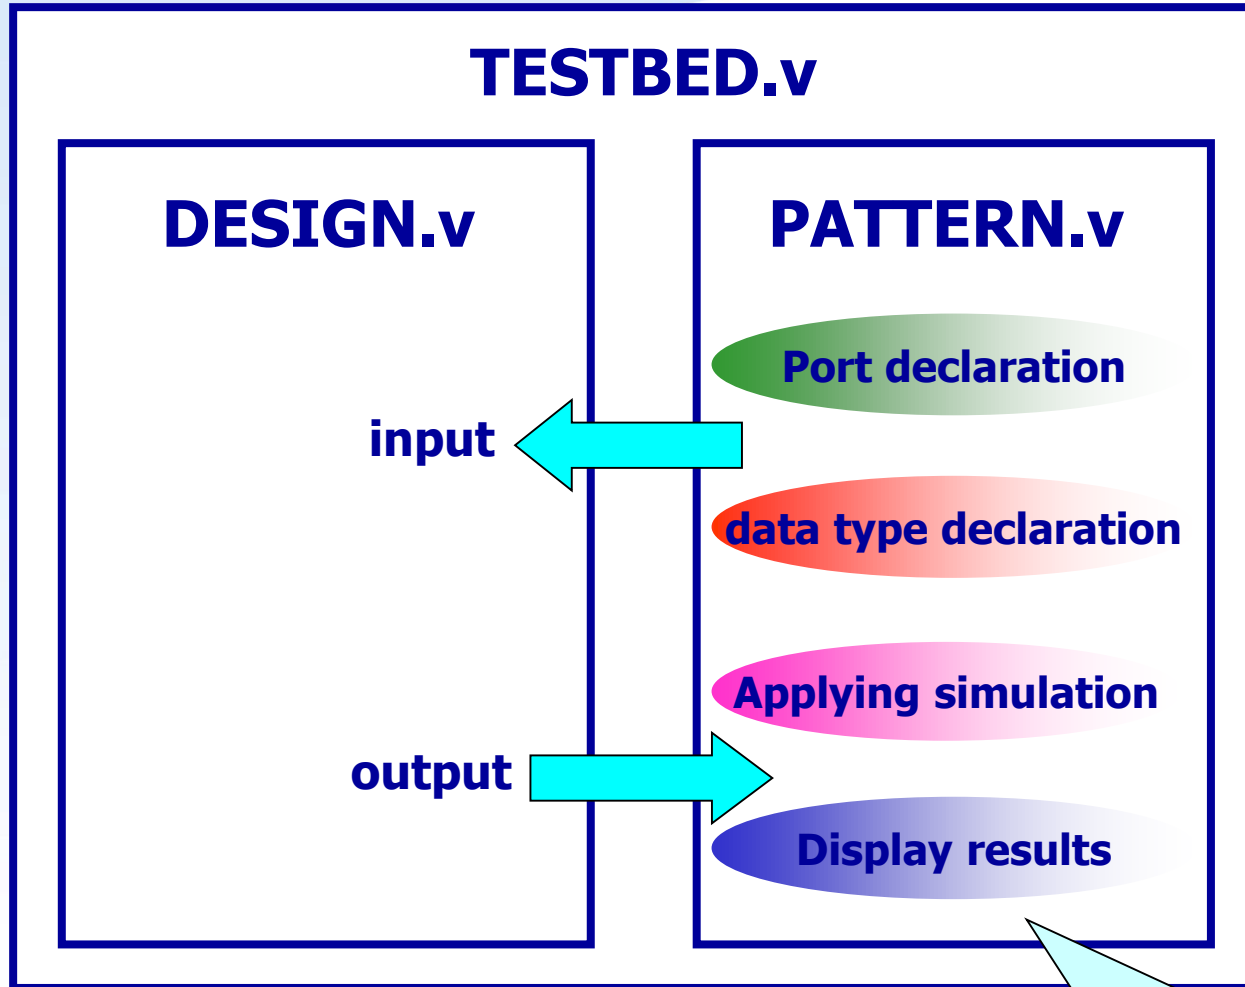 TESTBED.v
DESIGN.v
PATTERN.v
Port declaration
input
data type declaration
Applying simulation
output
Display results